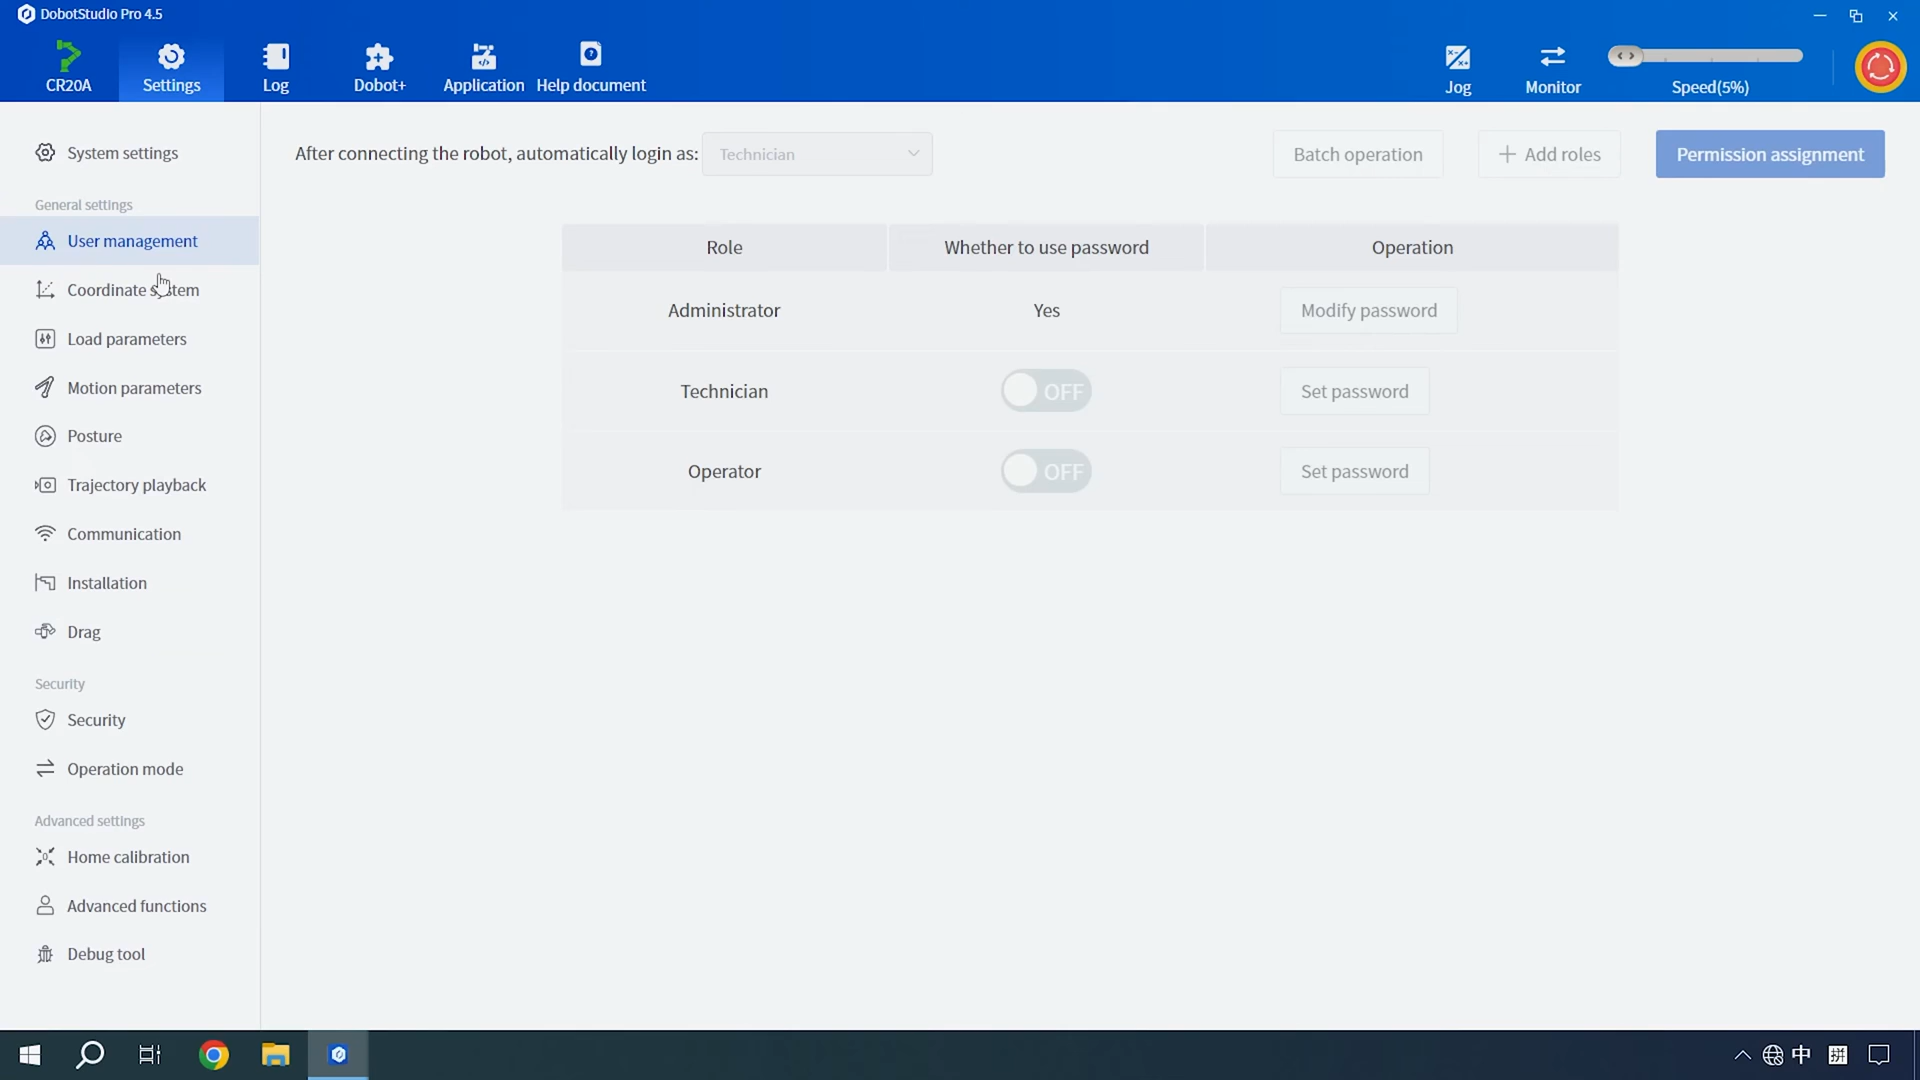 DobotStudio Pro 4.5
CR20A
Settings
Log
Dobot+
Application
Help document
Jog
Monitor
Speed(5%)
System settings
General settings
User management
Coordinate system
Load parameters
Motion parameters
Posture
Trajectory playback
Communication
Installation
Drag
Security
Security
Operation mode
Advanced settings
Home calibration
Advanced functions
Debug tool
After connecting the robot, automatically login as: Technician
Batch operation
+ Add roles
Permission assignment
Role Whether to use password Operation
Administrator Yes Modify password
Technician OFF Set password
Operator OFF Set password
中 拼